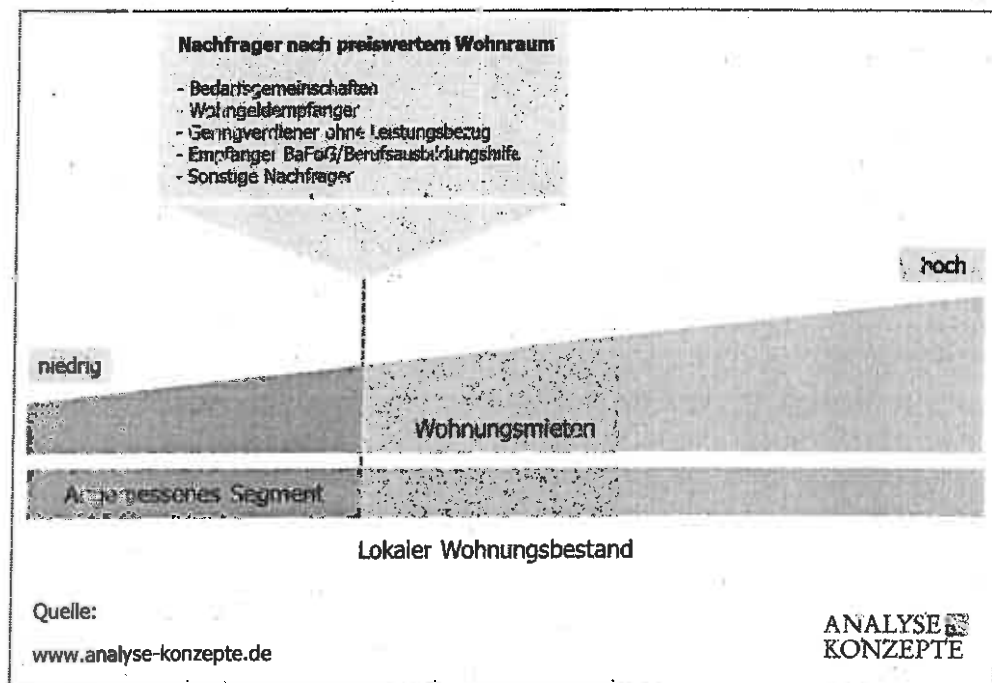 Nachfrager nach preiswertem Wohnraum
- Bedarfsgemeinschaften
- Wohngeldempfänger
- Geringverdiener ohne Leistungsbezug
- Empfänger BaFöG/Berufsausbildungshilfe
- Sonstige Nachfrager
hoch
niedrig
Wohnungsmieten
Angemessenes Segment
Lokaler Wohnungsbestand
Quelle:
www.analyse-konzepte.de
ANALYSE &
KONZEPTE